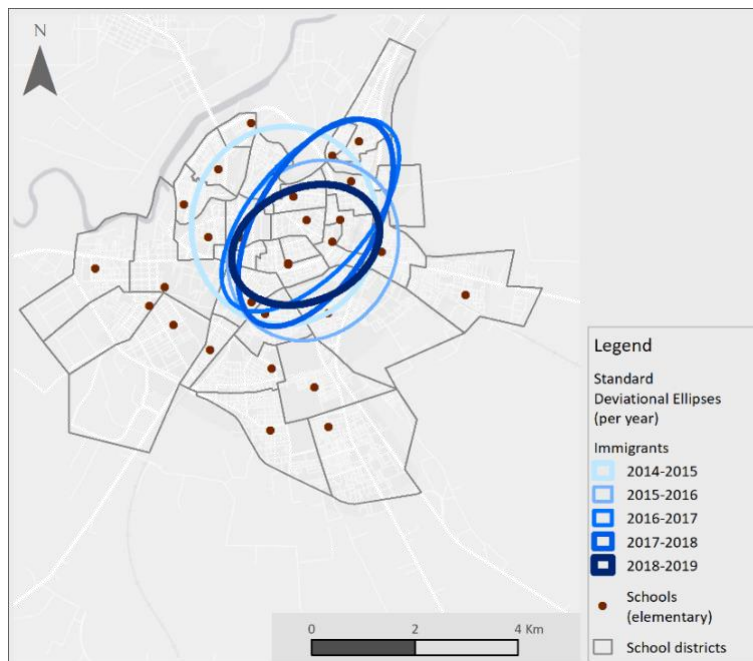 N
Legend
Standard
Deviational Ellipses
(per year)
Immigrants
2014-2015
2015-2016
2016-2017
2017-2018
2018-2019
Schools
(elementary)
School districts
0 2 4 Km